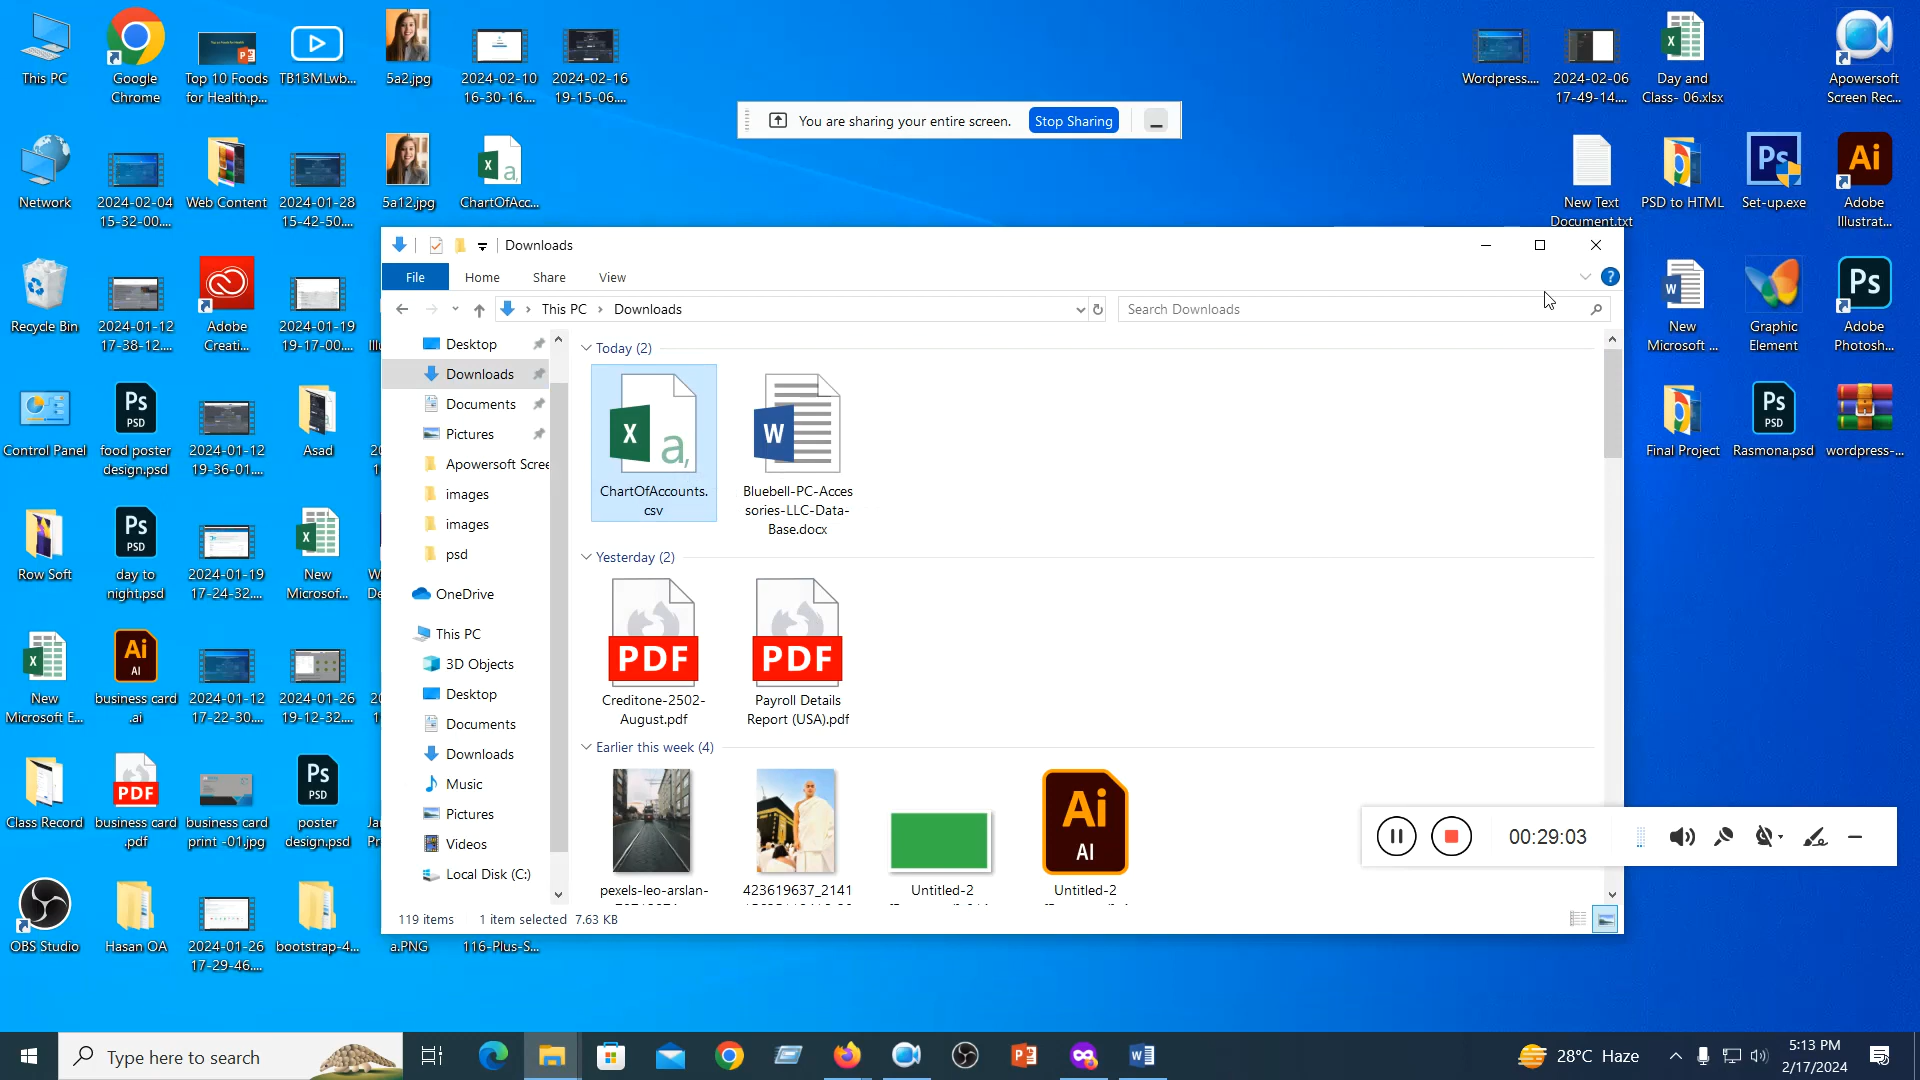 This PC
Google
Chrome
Top 10 Foods
for Health.p...
TB13MLwb...
5a2.jpg
2024-02-10
16-30-16....
2024-02-16
19-15-06....
Wordpress....
2024-02-06
17-49-14....
Day and
Class- 06.xlsx
Apowersoft
Screen Rec...
You are sharing your entire screen.
Stop Sharing
Network
2024-02-04
15-32-00....
Web Content
2024-01-28
15-42-50....
5a12.jpg
ChartOfAcc...
New Text
Document.txt
PSD to HTML
Set-up.exe
Adobe
Illustrat...
Recycle Bin
2024-01-12
17-38-12....
Adobe
Creati...
2024-01-19
19-17-00....
New
Microsoft ...
Graphic
Element
Adobe
Photosh...
Control Panel
food poster
design.psd
2024-01-12
19-36-01....
Asad
Final Project
Rasmona.psd
wordpress-...
Row Soft
day to
night.psd
2024-01-19
17-24-32....
New
Microsof...
New
Microsoft E...
business card
.ai
2024-01-12
17-22-30....
2024-01-26
19-12-32....
Class Record
business card
.pdf
business card
print -01.jpg
poster
design.psd
OBS Studio
Hasan OA
2024-01-26
17-29-46....
bootstrap-4...
a.PNG
116-Plus-S...
Downloads
File
Home
Share
View
This PC
Downloads
Search Downloads
Desktop
Downloads
Documents
Pictures
Apowersoft Scree
images
images
psd
OneDrive
This PC
3D Objects
Desktop
Documents
Downloads
Music
Pictures
Videos
Local Disk (C:)
Today (2)
ChartOfAccounts.
csv
Bluebell-PC-Acces
sories-LLC-Data-
Base.docx
Yesterday (2)
PDF
PDF
Creditone-2502-
August.pdf
Payroll Details
Report (USA).pdf
Earlier this week (4)
Ai
AI
pexels-leo-arslan-
423619637_2141
Untitled-2
Untitled-2
119 items
1 item selected 7.63 KB
00:29:03
Type here to search
28°C Haze
5:13 PM
2/17/2024